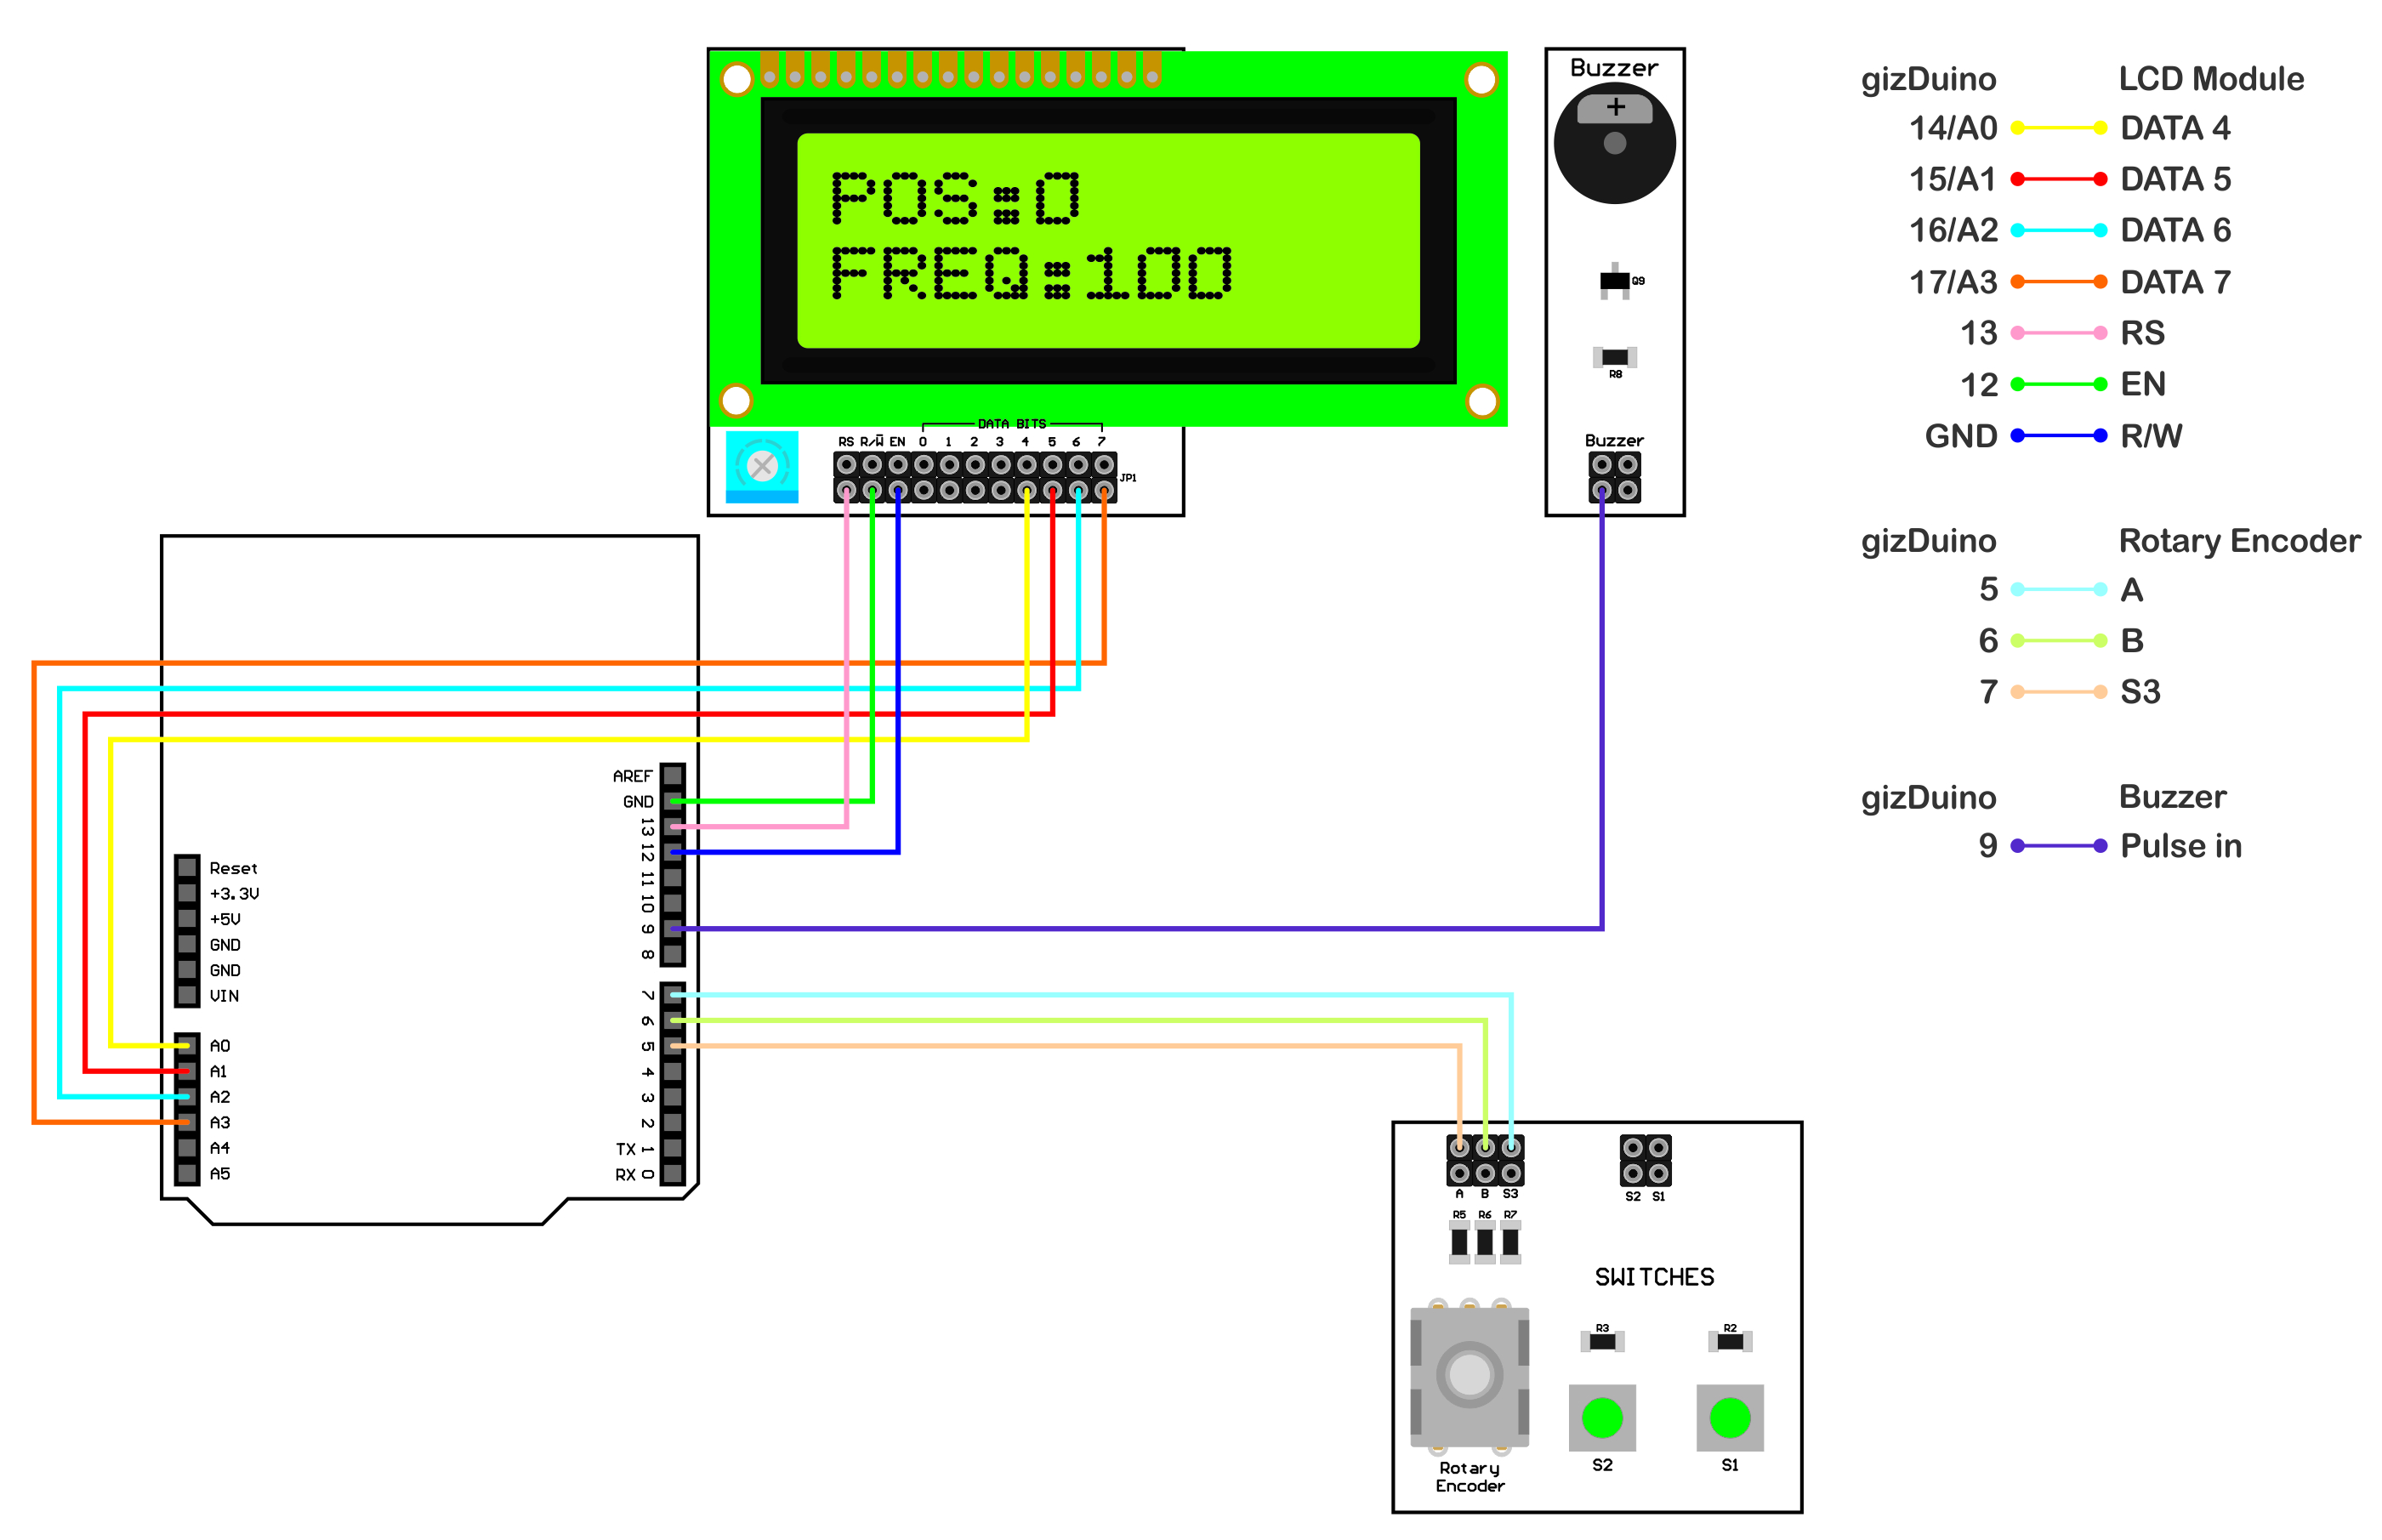 POS:0
FREQ:100
DATA BITS
RS R/W EN 0 1 2 3 4 5 6 7
JP1
Buzzer
+
Q9
R8
Buzzer
AREF
GND
13
12
11
10
9
8
7
6
5
4
3
2
TX 1
RX 0
Reset
+3.3V
+5V
GND
GND
VIN
A0
A1
A2
A3
A4
A5
A B S3
S2 S1
R5 R6 R7
SWITCHES
R3
R2
Rotary
Encoder
S2
S1
gizDuino LCD Module
14/A0 DATA 4
15/A1 DATA 5
16/A2 DATA 6
17/A3 DATA 7
13 RS
12 EN
GND R/W
gizDuino Rotary Encoder
5 A
6 B
7 S3
gizDuino Buzzer
9 Pulse in